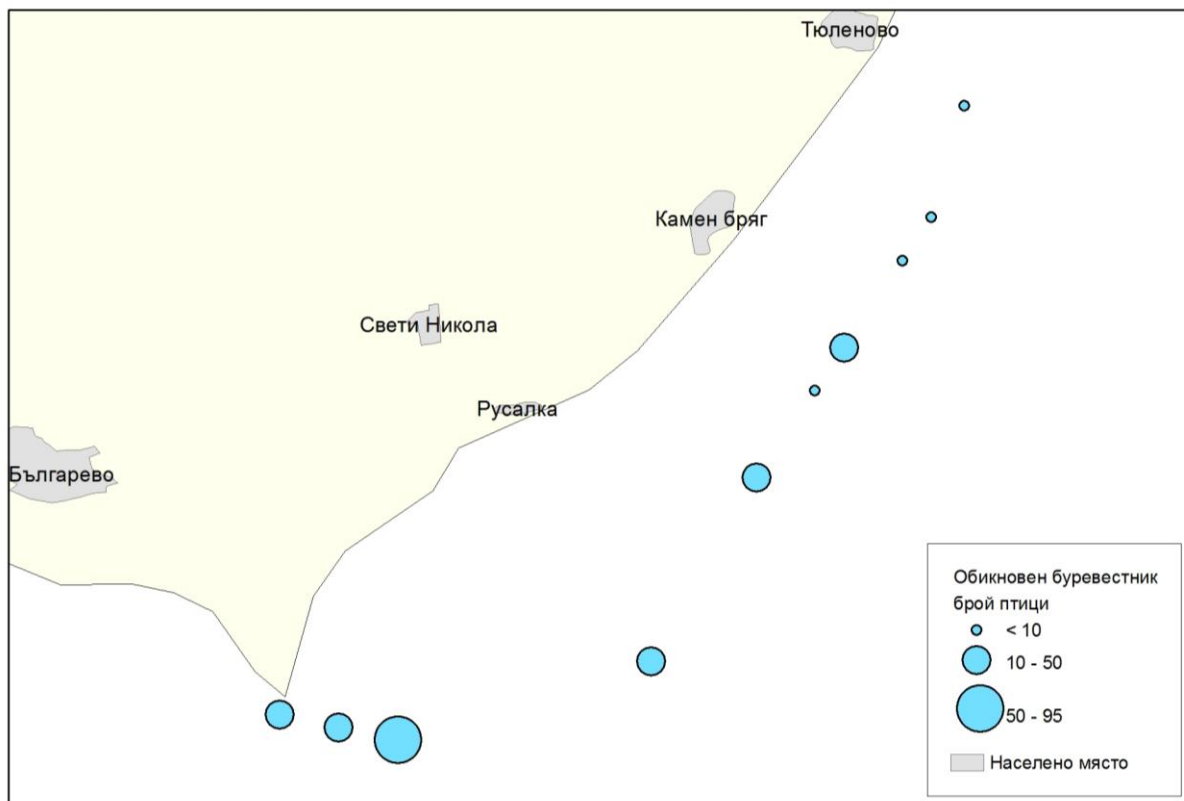 Тюленово
Камен бряг
Свети Никола
Русалка
Българево
Обикновен буревестник
брой птици
< 10
10 - 50
50 - 95
Населено място